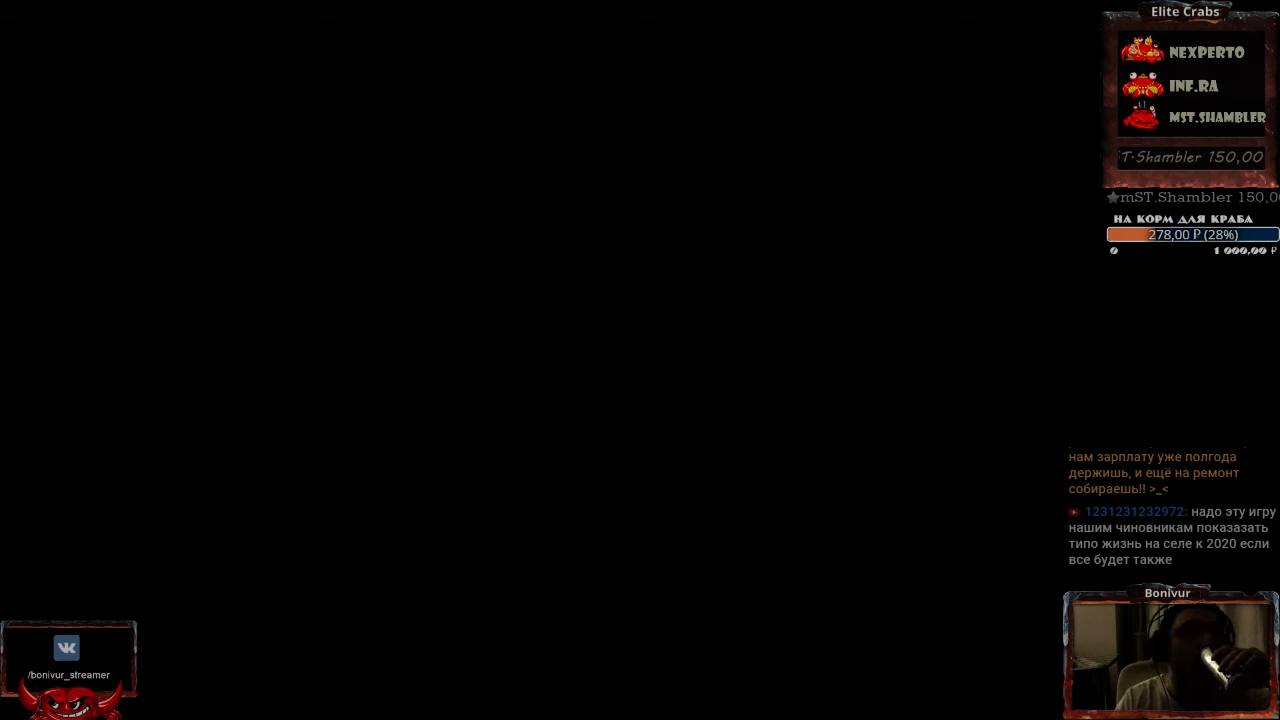 Elite Crabs
NEXPERTO
INF.RA
MST.SHAMBLER
T.Shambler 150,00
mST.Shambler 150,0
НА КОРМ ДЛЯ КРАБА
278,00 ₽ (28%)
0 1 000,00 ₽
нам зарплату уже полгода
держишь, и ещё на ремонт
собираешь!! >_<
1231231232972: надо эту игру
нашим чиновникам показазать
типо жизнь на селе к 2020 если
все будет также
Bonivur
/bonivur_streamer